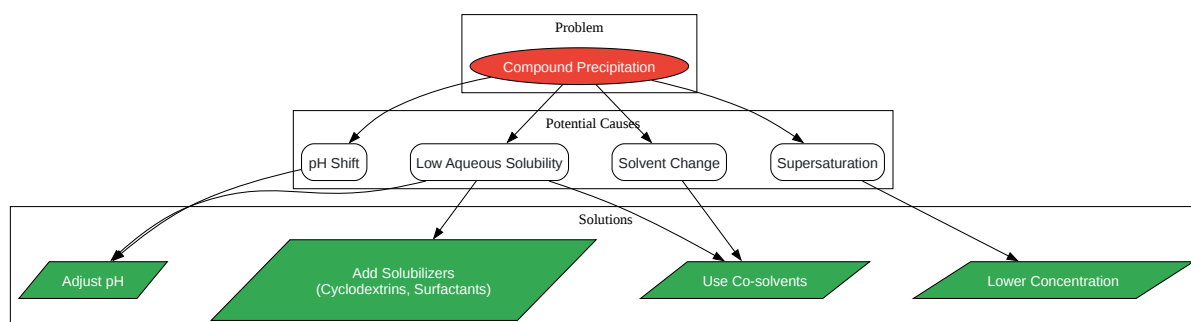 Problem
Compound Precipitation
Potential Causes
pH Shift
Low Aqueous Solubility
Solvent Change
Supersaturation
Solutions
Adjust pH
Add Solubilizers
(Cyclodextrins, Surfactants)
Use Co-solvents
Lower Concentration